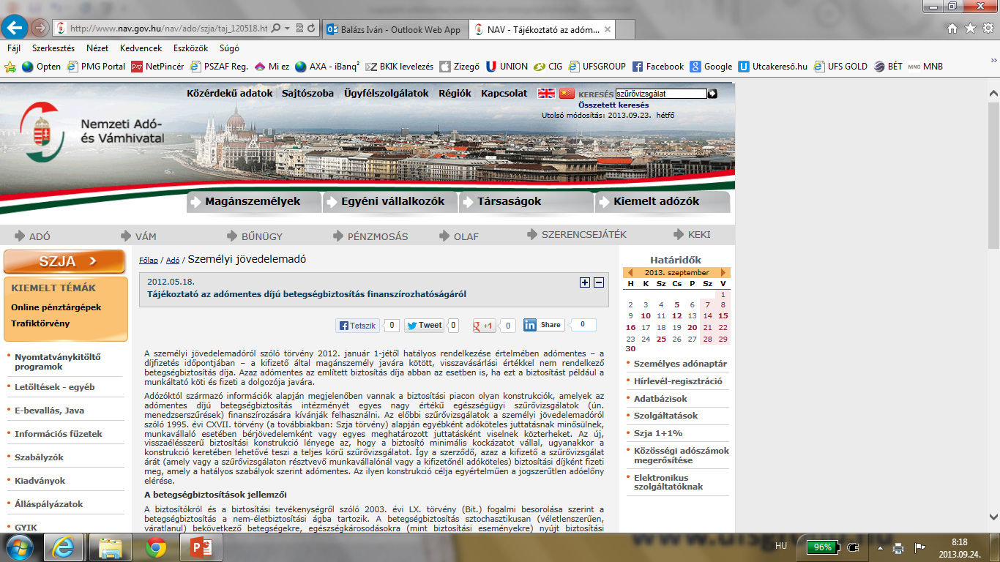 http://www.nav.gov.hu/nav/ado/szja/taj_120518.ht
Balázs Iván - Outlook Web App
NAV - Tájékoztató az adóm...
Fájl Szerkesztés Nézet Kedvencek Eszközök Súgó
Opten PMG Portal NetPincér PSZAF Reg. Mi ez AXA - iBanq² BKIK levelezés Zizegő UNION CIG UFSGROUP Facebook Google Utcakereső.hu UFS GOLD BÉT MNB MNB
Közérdekű adatok Sajtószoba Ügyfélszolgálatok Régiók Kapcsolat KERESÉS szűrővizsgálat
Összetett keresés
Utolsó módosítás: 2013.09.23. hétfő
Nemzeti Adó-
és Vámhivatal
Magánszemélyek Egyéni vállalkozók Társaságok Kiemelt adózók
ADÓ VÁM BŰNÜGY PÉNZMOSÁS OLAF SZERENCSEJÁTÉK KEKI
SZJA
KIEMELT TÉMÁK
Online pénztárgépek
Trafiktörvény
Nyomtatványkitöltő
programok
Letöltések - egyéb
E-bevallás, Java
Információs füzetek
Szabályzók
Kiadványok
Álláspályázatok
GYIK
Főlap / Adó / Személyi jövedelemadó
2012.05.18.
Tájékoztató az adómentes díjú betegségbiztosítás finanszírozhatóságáról
Tetszik 0 Tweet 0 +1 0 Share 0
A személyi jövedelemadóról szóló törvény 2012. január 1-jétől hatályos rendelkezése értelmében adómentes – a
díjfizetés időpontjában – a kifizető által magánszemély javára kötött, visszavásárlási értékkel nem rendelkező
betegségbiztosítás díja. Azaz adómentes az említett biztosítás díja abban az esetben is, ha ezt a biztosítást például a
munkáltató köti és fizeti a dolgozója javára.
Adózóktól származó információk alapján megjelenőben vannak a biztosítási piacon olyan konstrukciók, amelyek az
adómentes díjú betegségbiztosítás intézményét egyes nagy értékű egészségügyi szűrővizsgálatok (ún.
menedzserszűrések) finanszírozására kívánják felhasználni. Az előbbi szűrővizsgálatok a személyi jövedelemadóról
szóló 1995. évi CXVII. törvény (a továbbiakban: Szja törvény) alapján egyébként adóköteles juttatásnak minősülnek,
munkavállaló esetében bérjövedelemként vagy egyes meghatározott juttatásként viselnek közterheket. Az új,
visszaélésszerű biztosítási konstrukció lényege az, hogy a biztosító minimális kockázatot vállal, ugyanakkor a
konstrukció keretében lehetővé teszi a teljes körű szűrővizsgálatot. Így a szerződő, azaz a kifizető a szűrővizsgálat
árát (amely vagy a szűrővizsgálaton résztvevő munkavállalónál vagy a kifizetőnél adóköteles) biztosítási díjként fizeti
meg, amely a hatályos szabályok szerint adómentes. Az ilyen konstrukció célja egyértelműen a jogszerűtlen adóelőny
elérése.
A betegségbiztosítások jellemzői
A biztosítókról és a biztosítási tevékenységről szóló 2003. évi LX. törvény (Bit.) fogalmi besorolása szerint a
betegségbiztosítás a nem-életbiztosítási ágba tartozik. A betegségbiztosítás sztochasztikusan (véletlenszerűen,
váratlanul) bekövetkező betegségekre, egészségkárosodásokra (mint biztosítási eseményekre) nyújt biztosítási
Határidők
2013. szeptember
H K Sz Cs P Sz V
1
2 3 4 5 6 7 8
9 10 11 12 13 14 15
16 17 18 19 20 21 22
23 24 25 26 27 28 29
30
Személyes adónaptár
Hírlevél-regisztráció
Adatbázisok
Szolgáltatások
Szja 1+1%
Közösségi adószámok
megerősítése
Elektronikus
szolgáltatóknak
HU 96% 8:18
2013.09.24.